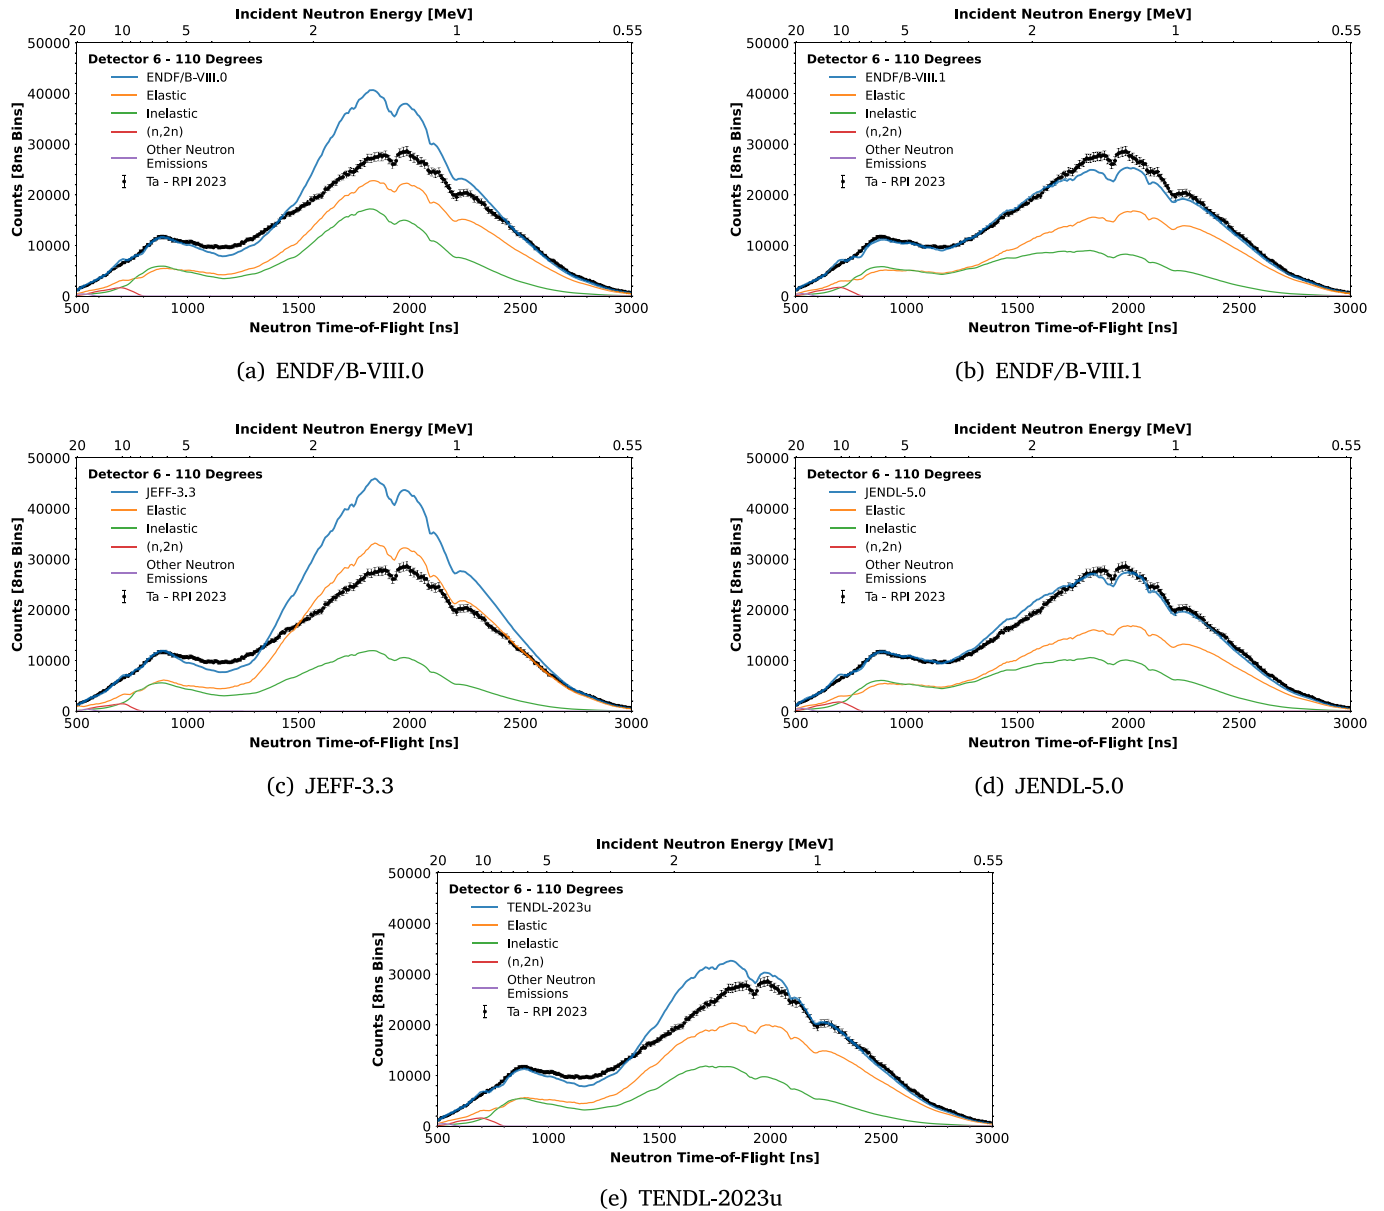 Incident Neutron Energy [MeV]
20 10 5 2 1 0.55
50000
40000
30000
20000
10000
0
Counts [8ns Bins]
Detector 6 - 110 Degrees
ENDF/B-VIII.0
Elastic
Inelastic
(n,2n)
Other Neutron
Emissions
Ta - RPI 2023
500 1000 1500 2000 2500 3000
Neutron Time-of-Flight [ns]
(a) ENDF/B-VIII.0
Incident Neutron Energy [MeV]
20 10 5 2 1 0.55
50000
40000
30000
20000
10000
0
Counts [8ns Bins]
Detector 6 - 110 Degrees
ENDF/B-VIII.1
Elastic
Inelastic
(n,2n)
Other Neutron
Emissions
Ta - RPI 2023
500 1000 1500 2000 2500 3000
Neutron Time-of-Flight [ns]
(b) ENDF/B-VIII.1
Incident Neutron Energy [MeV]
20 10 5 2 1 0.55
50000
40000
30000
20000
10000
0
Counts [8ns Bins]
Detector 6 - 110 Degrees
JEFF-3.3
Elastic
Inelastic
(n,2n)
Other Neutron
Emissions
Ta - RPI 2023
500 1000 1500 2000 2500 3000
Neutron Time-of-Flight [ns]
(c) JEFF-3.3
Incident Neutron Energy [MeV]
20 10 5 2 1 0.55
50000
40000
30000
20000
10000
0
Counts [8ns Bins]
Detector 6 - 110 Degrees
JENDL-5.0
Elastic
Inelastic
(n,2n)
Other Neutron
Emissions
Ta - RPI 2023
500 1000 1500 2000 2500 3000
Neutron Time-of-Flight [ns]
(d) JENDL-5.0
Incident Neutron Energy [MeV]
20 10 5 2 1 0.55
50000
40000
30000
20000
10000
0
Counts [8ns Bins]
Detector 6 - 110 Degrees
TENDL-2023u
Elastic
Inelastic
(n,2n)
Other Neutron
Emissions
Ta - RPI 2023
500 1000 1500 2000 2500 3000
Neutron Time-of-Flight [ns]
(e) TENDL-2023u